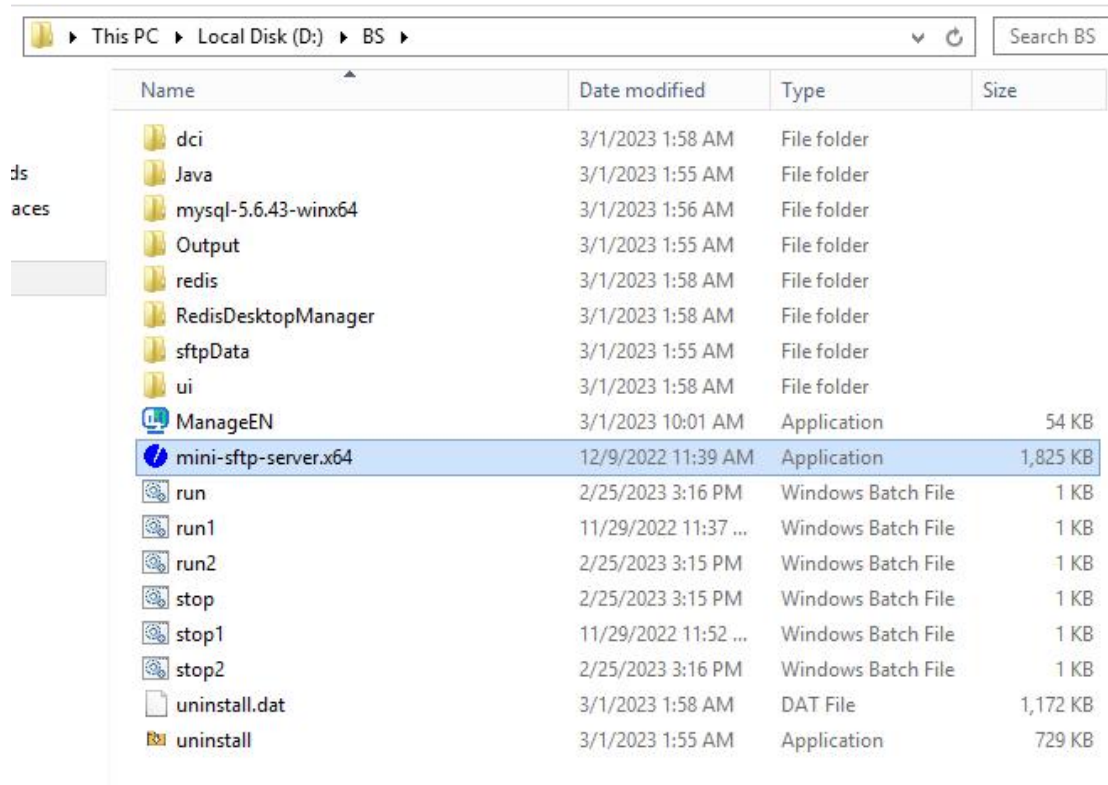 This PC Local Disk (D:) BS Search BS
Name Date modified Type Size
dci 3/1/2023 1:58 AM File folder
ds Java 3/1/2023 1:55 AM File folder
aces mysql-5.6.43-winx64 3/1/2023 1:56 AM File folder
Output 3/1/2023 1:55 AM File folder
redis 3/1/2023 1:58 AM File folder
RedisDesktopManager 3/1/2023 1:58 AM File folder
sftpData 3/1/2023 1:55 AM File folder
ui 3/1/2023 1:58 AM File folder
ManageEN 3/1/2023 10:01 AM Application 54 KB
mini-sftp-server.x64 12/9/2022 11:39 AM Application 1,825 KB
run 2/25/2023 3:16 PM Windows Batch File 1 KB
run1 11/29/2022 11:37 ... Windows Batch File 1 KB
run2 2/25/2023 3:15 PM Windows Batch File 1 KB
stop 2/25/2023 3:15 PM Windows Batch File 1 KB
stop1 11/29/2022 11:52 ... Windows Batch File 1 KB
stop2 2/25/2023 3:16 PM Windows Batch File 1 KB
uninstall.dat 3/1/2023 1:58 AM DAT File 1,172 KB
uninstall 3/1/2023 1:55 AM Application 729 KB